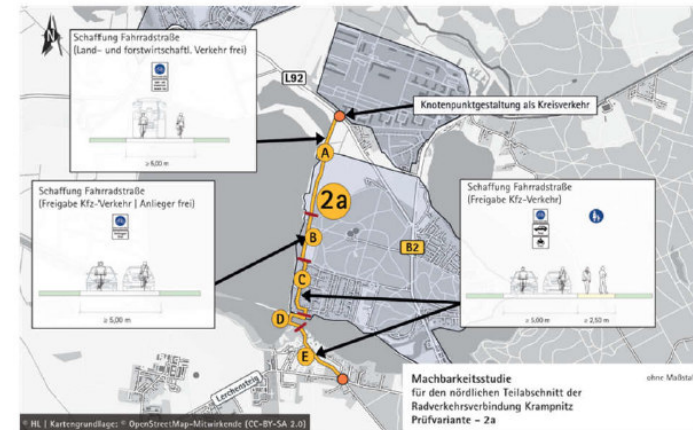 Schaffung Fahrradstraße
(Land- und forstwirtschaftl. Verkehr frei)
≥ 6,00 m
L92
Knotenpunktgestaltung als Kreisverkehr
A
Schaffung Fahrradstraße
(Freigabe Kfz-Verkehr | Anlieger frei)
≥ 5,00 m
2a
B
B2
C
D
E
Schaffung Fahrradstraße
(Freigabe Kfz-Verkehr)
≥ 5,00 m
≥ 2,50 m
Lerchensteig
Machbarkeitsstudie
für den nördlichen Teilabschnitt der
Radverkehrsverbindung Krampnitz
Prüfvariante – 2a
ohne Maßsta
© HL | Kartengrundlage: © OpenStreetMap-Mitwirkende (CC-BY-SA 2.0)